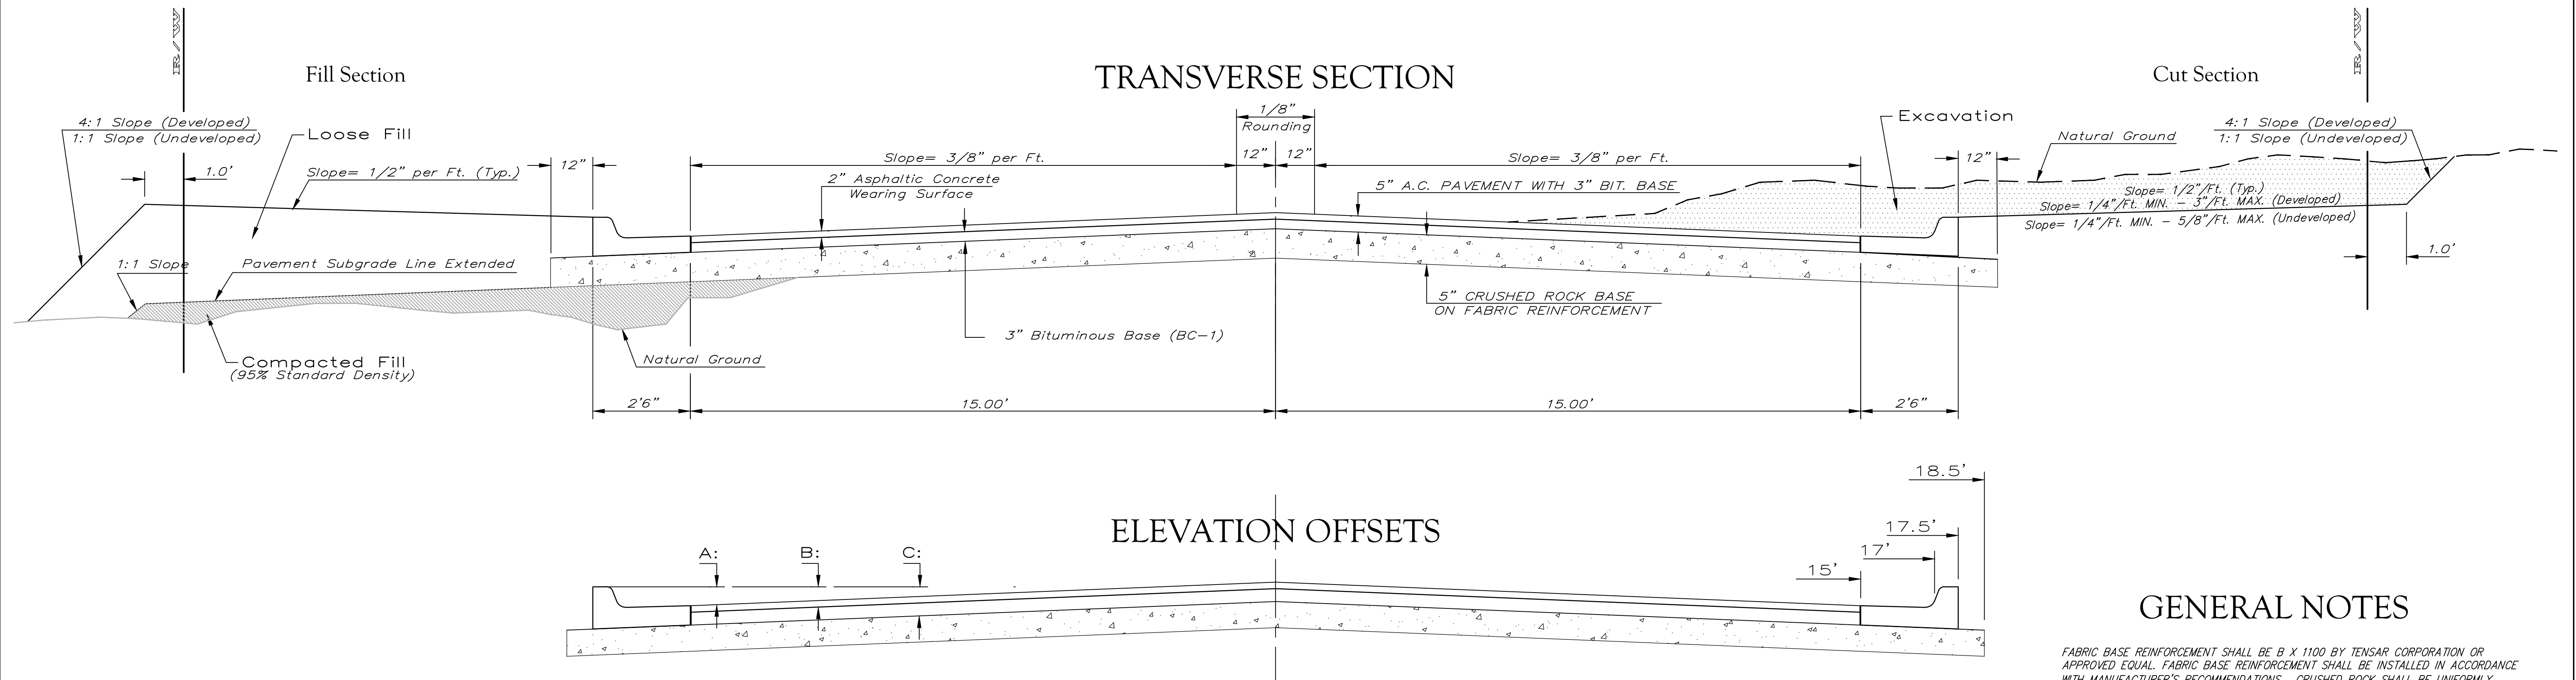 R/W
Fill Section
TRANSVERSE SECTION
Cut Section
R/W
4:1 Slope (Developed)
1:1 Slope (Undeveloped)
Loose Fill
1.0'
Slope= 1/2" per Ft. (Typ.)
12"
Slope= 3/8" per Ft.
2" Asphaltic Concrete
Wearing Surface
1/8"
Rounding
12"
12"
Slope= 3/8" per Ft.
5" A.C. PAVEMENT WITH 3" BIT. BASE
Excavation
12"
Natural Ground
4:1 Slope (Developed)
1:1 Slope (Undeveloped)
Slope= 1/2"/Ft. (Typ.)
Slope= 1/4"/Ft. MIN. - 3"/Ft. MAX. (Developed)
Slope= 1/4"/Ft. MIN. - 5/8"/Ft. MAX. (Undeveloped)
1.0'
1:1 Slope
Pavement Subgrade Line Extended
5" CRUSHED ROCK BASE
ON FABRIC REINFORCEMENT
3" Bituminous Base (BC-1)
Natural Ground
Compacted Fill
(95% Standard Density)
2'6"
15.00'
15.00'
2'6"
ELEVATION OFFSETS
A:
B:
C:
18.5'
17.5'
17'
15'
GENERAL NOTES
FABRIC BASE REINFORCEMENT SHALL BE B X 1100 BY TENSAR CORPORATION OR
APPROVED EQUAL. FABRIC BASE REINFORCEMENT SHALL BE INSTALLED IN ACCORDANCE
WITH MANUFACTURER'S RECOMMENDATIONS. CRUSHED ROCK SHALL BE UNIFORMLY